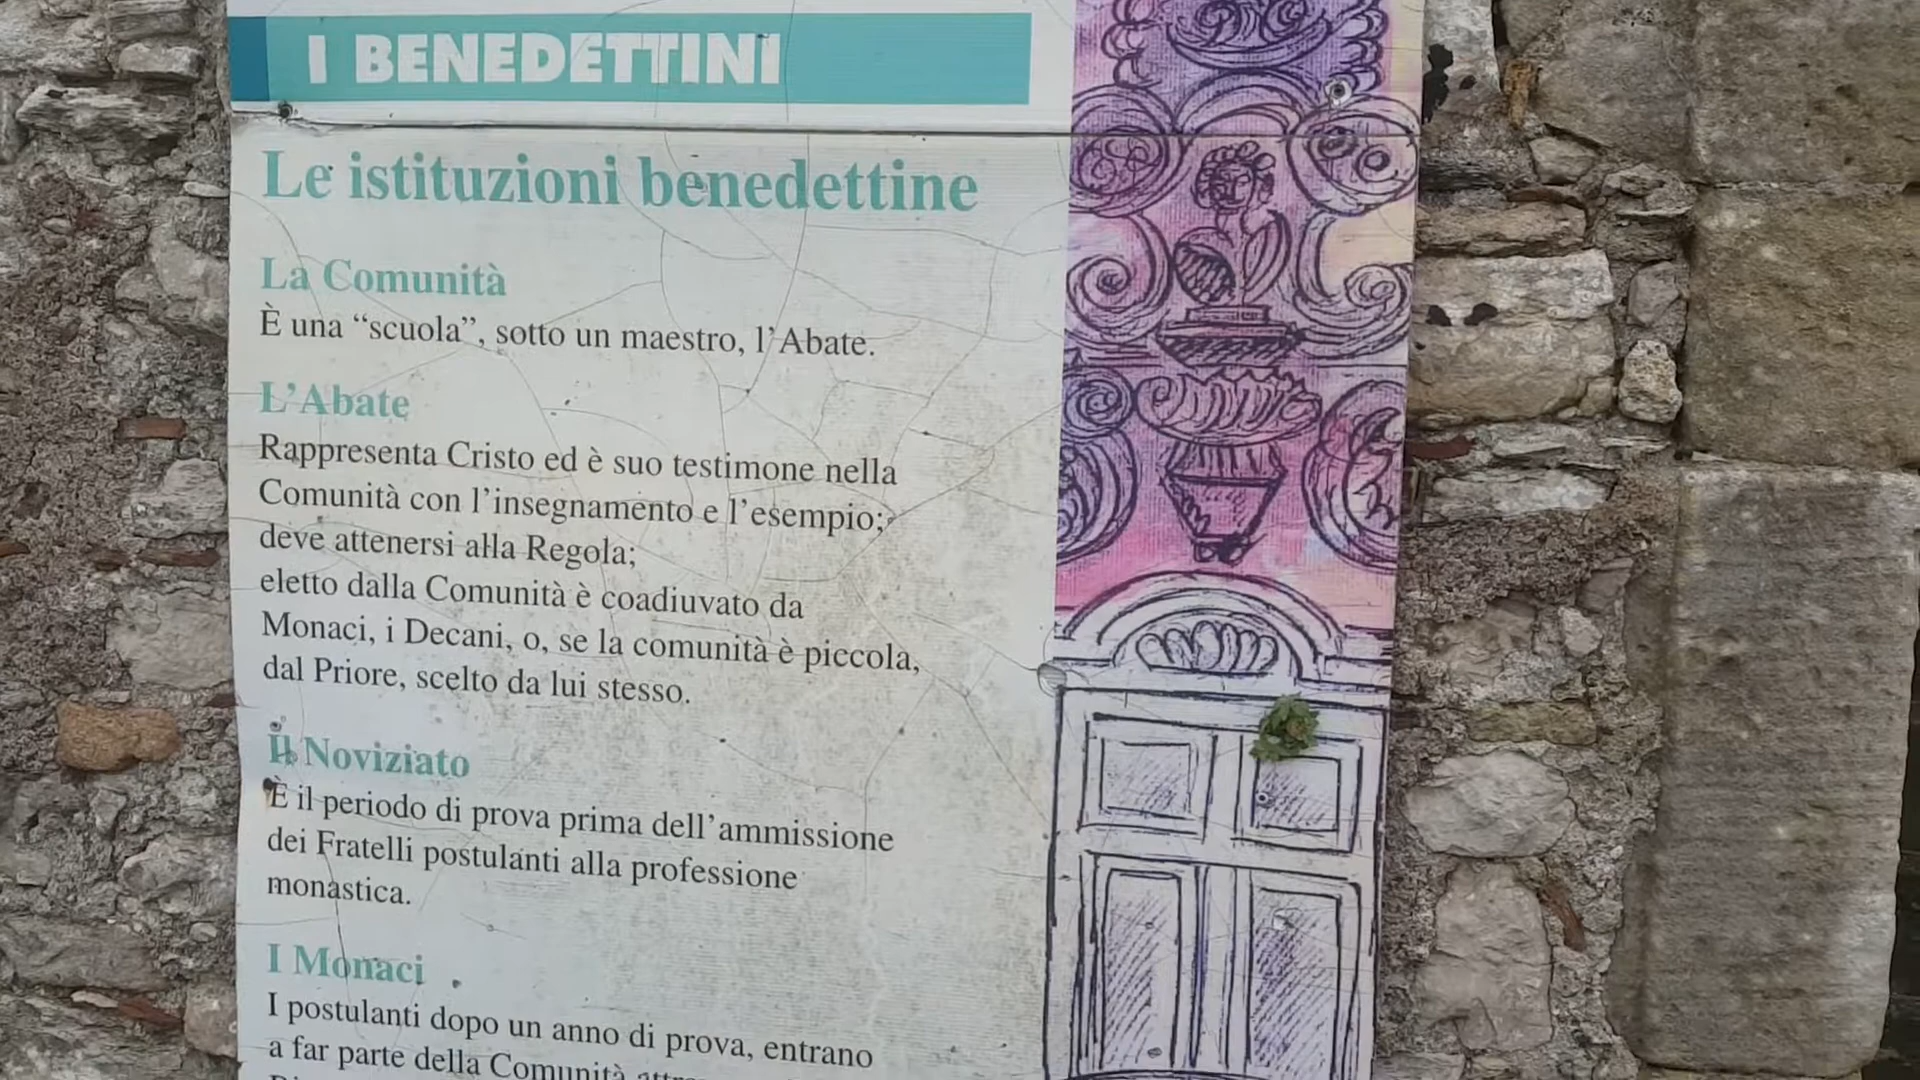 I BENEDETTINI
Le istituzioni benedettine
La Comunità
È una “scuola”, sotto un maestro, l’Abate.
L’Abate
Rappresenta Cristo ed è suo testimone nella
Comunità con l’insegnamento e l’esempio;
deve attenersi alla Regola;
eletto dalla Comunità è coadiuvato da
Monaci, i Decani, o, se la comunità è piccola,
dal Priore, scelto da lui stesso.
Il Noviziato
È il periodo di prova prima dell’ammissione
dei Fratelli postulanti alla professione
monastica.
I Monaci
I postulanti dopo un anno di prova, entrano
a far parte della Comunità